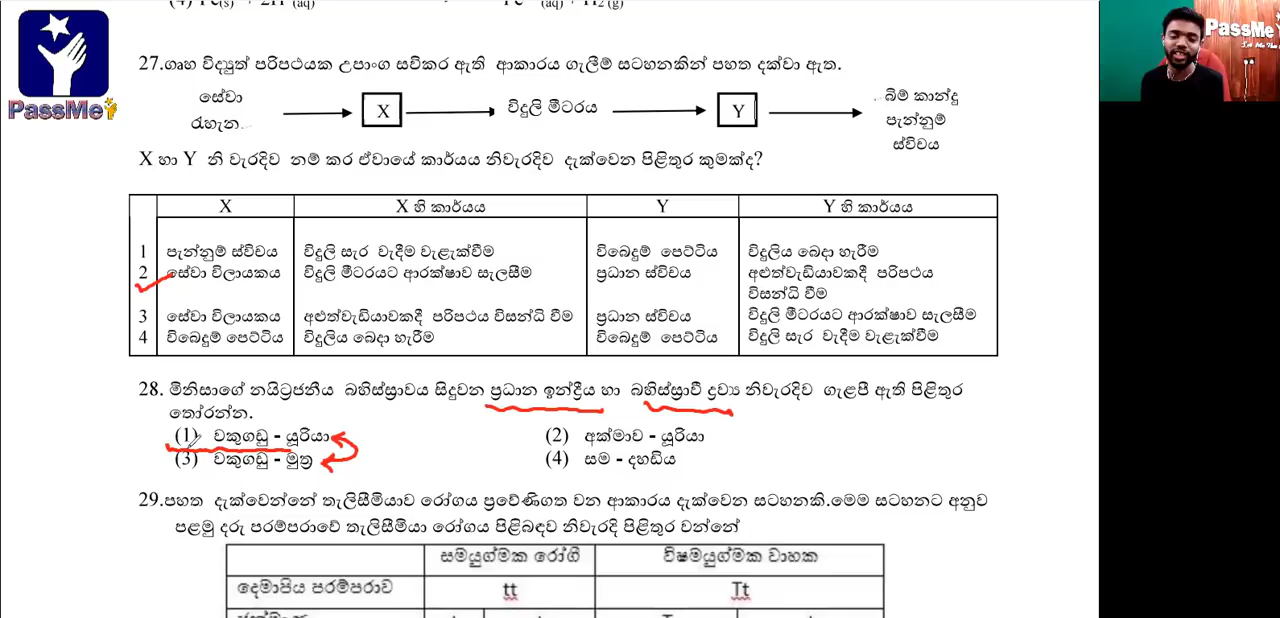 PassMe
PassMe
27.ගෘහ විද්‍යුත් පරිපථයක උපාංග සවිකර ඇති ආකාරය ගැලීම් සටහනකින් පහත දක්වා ඇත.
සේවා
රැහැන
X
විදුලි මීටරය
Y
බිම් කාන්දු
පැන්නුම්
ස්විචය
X හා Y නි වැරදිව නම් කර ඒවායේ කාර්යය නිවැරදිව දැක්වෙන පිළිතුර කුමක්ද?
X X හි කාර්යය Y Y හි කාර්යය
1 පැන්නුම් ස්විචය විදුලි සැර වැදීම වැළැක්වීම විබෙදුම් පෙට්ටිය විදුලිය බෙදා හැරීම
2 සේවා විලායකය විදුලි මීටරයට ආරක්ෂාව සැලසීම ප්‍රධාන ස්විචය අළුත්වැඩියාවකදී පරිපථය
විසන්ධි වීම
3 සේවා විලායකය අළුත්වැඩියාවකදී පරිපථය විසන්ධි වීම ප්‍රධාන ස්විචය විදුලි මීටරයට ආරක්ෂාව සැලසීම
4 විබෙදුම් පෙට්ටිය විදුලිය බෙදා හැරීම විබෙදුම් පෙට්ටිය විදුලි සැර වැදීම වැළැක්වීම
28. මිනිසාගේ නයිට්‍රජනීය බහිස්ස්‍රාවය සිදුවන ප්‍රධාන ඉන්ද්‍රීය හා බහිස්ස්‍රාවී ද්‍රව්‍ය නිවැරදිව ගැළපී ඇති පිළිතුර
තෝරන්න.
(1) වකුගඩු - යූරියා (2) අක්මාව - යූරියා
(3) වකුගඩු - මුත්‍ර (4) සම - දහඩිය
29.පහත දැක්වෙන්නේ තැලිසීමියාව රෝගය ප්‍රවේණිගත වන ආකාරය දැක්වෙන සටහනකි.මෙම සටහනට අනුව
පළමු දරු පරම්පරාවේ තැලිසීමියා රෝගය පිළිබඳව නිවැරදි පිළිතුර වන්නේ
සමයුග්මක රෝගී විෂමයුග්මක වාහක
දෙමාපිය පරම්පරාව tt Tt